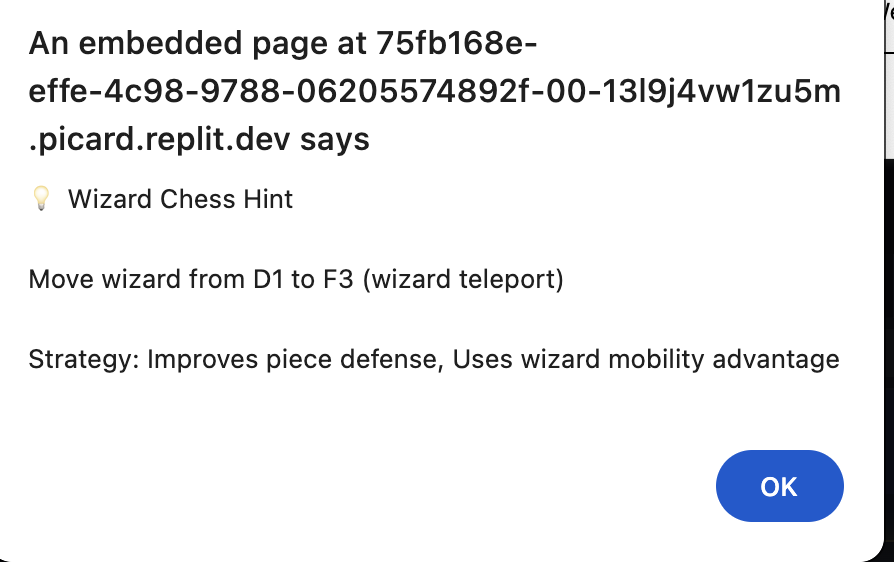 An embedded page at 75fb168e-
effe-4c98-9788-06205574892f-00-13l9j4vw1zu5m
.picard.replit.dev says
💡 Wizard Chess Hint
Move wizard from D1 to F3 (wizard teleport)
Strategy: Improves piece defense, Uses wizard mobility advantage
OK